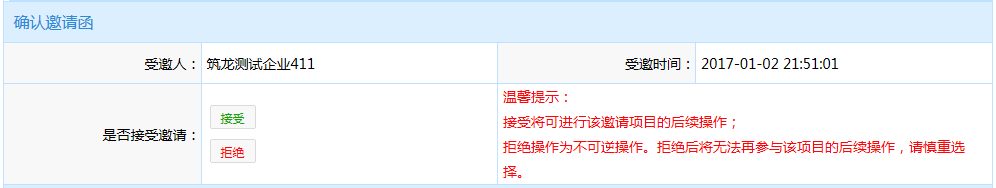 确认邀请函
受邀人： 筑龙测试企业411 受邀时间： 2017-01-02 21:51:01
是否接受邀请：
接受
拒绝
温馨提示：
接受将可进行该邀请项目的后续操作；
拒绝操作为不可逆操作。拒绝后将无法再参与该项目的后续操作，请慎重选
择。